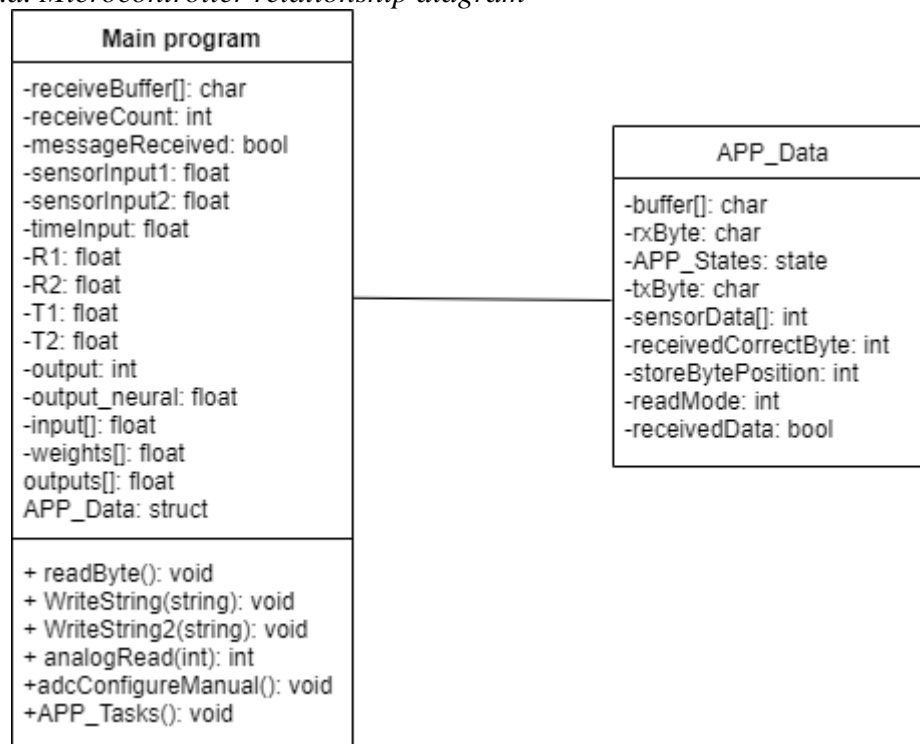 Microcontroller relationship diagram
Main program
-receiveBuffer[]: char
-receiveCount: int
-messageReceived: bool
-sensorInput1: float
-sensorInput2: float
-timeInput: float
-R1: float
-R2: float
-T1: float
-T2: float
-output: int
-output_neural: float
-input[]: float
-weights[]: float
outputs[]: float
APP_Data: struct
+ readByte(): void
+ WriteString(string): void
+ WriteString2(string): void
+ analogRead(int): int
+adcConfigureManual(): void
+APP_Tasks(): void
APP_Data
-buffer[]: char
-rxByte: char
-APP_States: state
-txByte: char
-sensorData[]: int
-receivedCorrectByte: int
-storeBytePosition: int
-readMode: int
-receivedData: bool